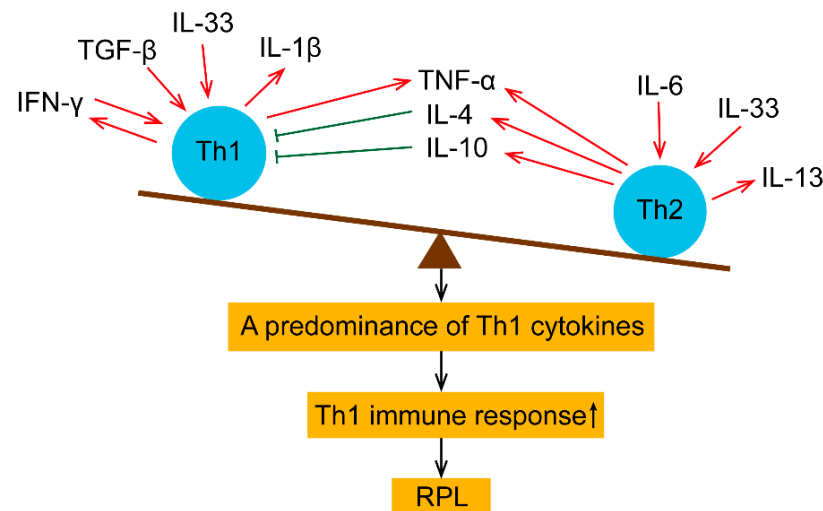 IL-33
TGF-β
IL-1β
IFN-γ
Th1
TNF-α
IL-4
IL-10
IL-6
IL-33
IL-13
Th2
A predominance of Th1 cytokines
Th1 immune response↑
RPL